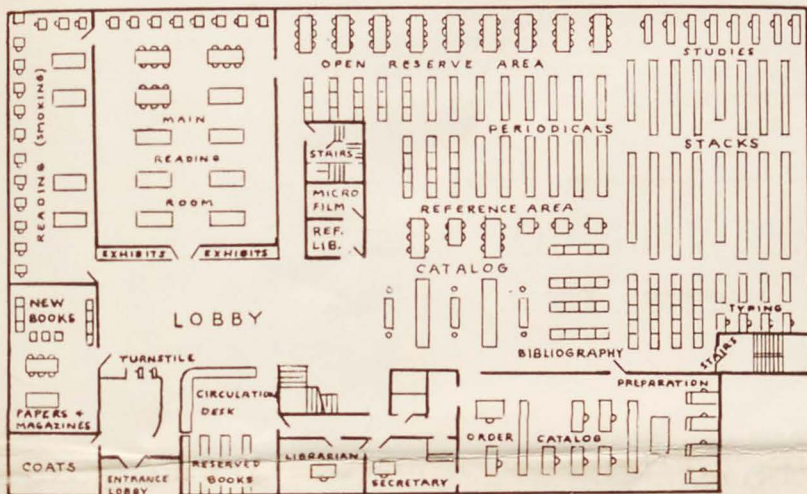 OPEN RESERVE AREA
STUDIES
READING (SMOKING)
MAIN
READING
ROOM
PERIODICALS
STACKS
STAIRS
MICRO
FILM
REF.
LIB.
REFERENCE AREA
EXHIBITS
EXHIBITS
CATALOG
NEW
BOOKS
LOBBY
TYPING
TURNSTILE
BIBLIOGRAPHY
STAIRS
CIRCULATION
DESK
PREPARATION
PAPERS +
MAGAZINES
ORDER
CATALOG
COATS
ENTRANCE
LOBBY
RESERVED
BOOKS
LIBRARIAN
SECRETARY